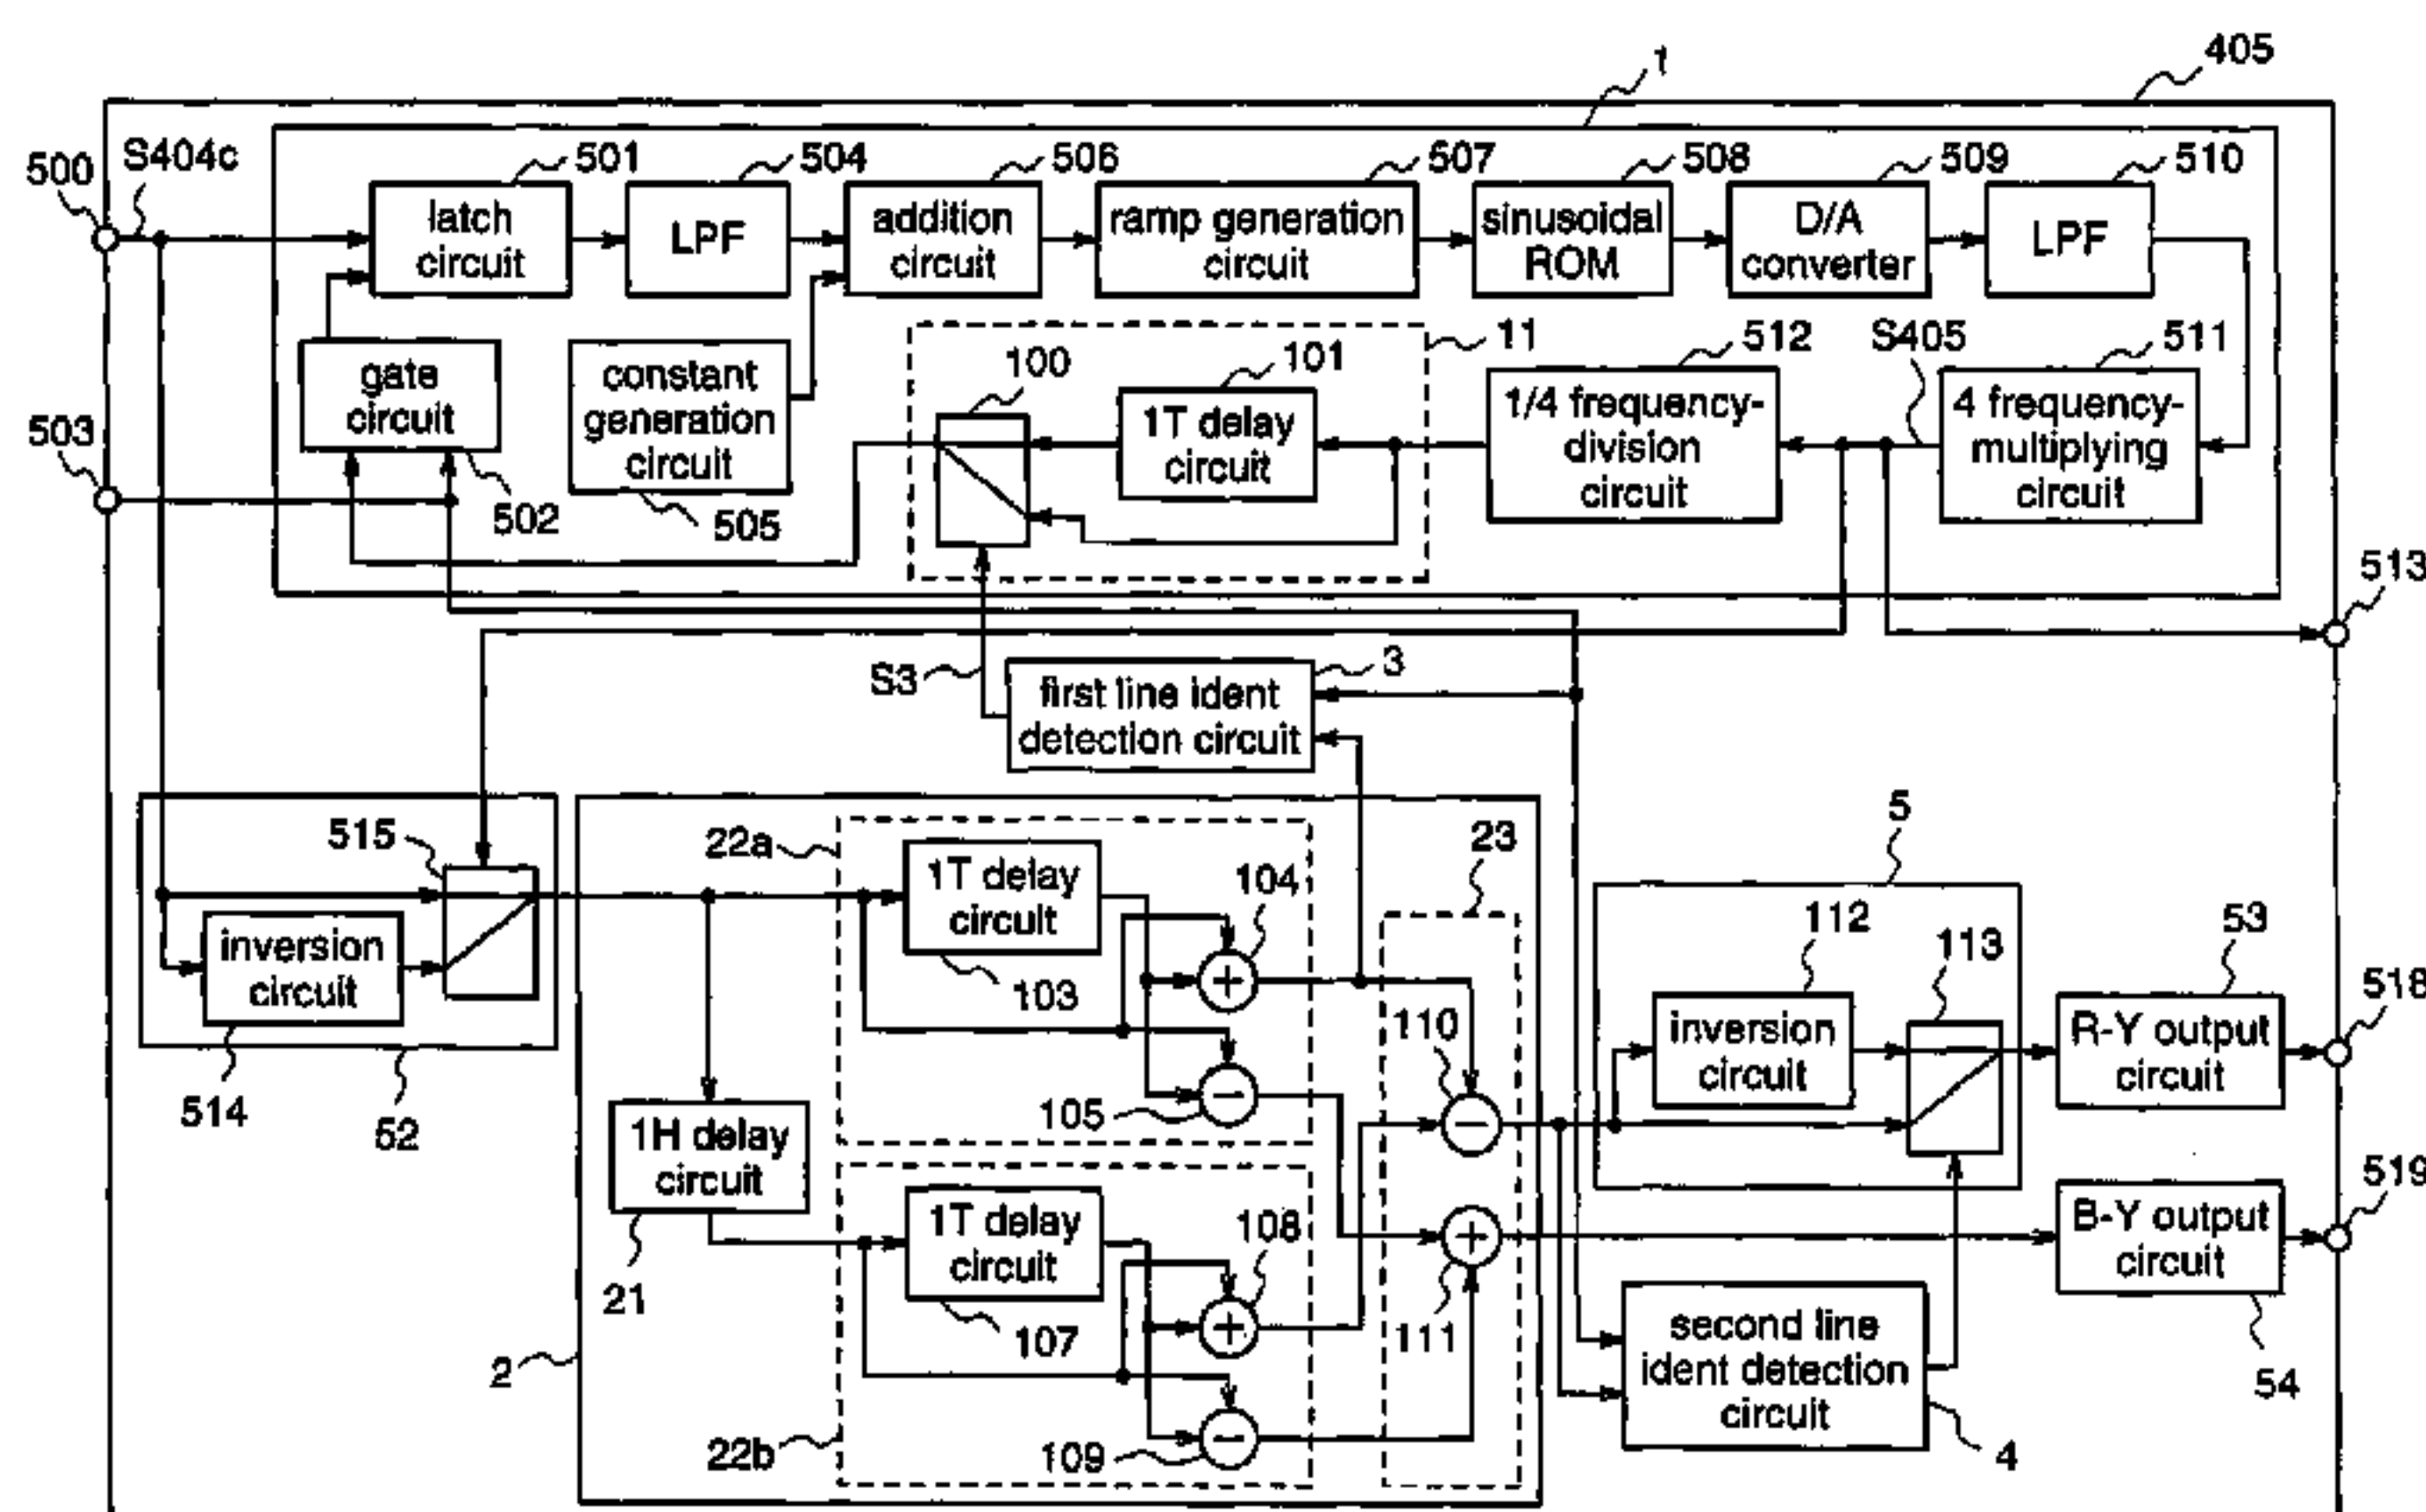 405
1
500
S404c
501
504
506
507
508
509
510
latch
circuit
LPF
addition
circuit
ramp generation
circuit
sinusoidal
ROM
D/A
converter
LPF
503
gate
circuit
502
constant
generation
circuit
505
100
101
1T delay
circuit
11
512
1/4 frequency-
division
circuit
S405
511
4 frequency-
multiplying
circuit
513
S3
3
first line ident
detection circuit
515
inversion
circuit
514
52
22a
1T delay
circuit
103
104
+
105
−
23
110
−
5
112
inversion
circuit
113
53
R-Y output
circuit
518
1H delay
circuit
21
2
1T delay
circuit
107
108
+
22b
109
−
+
111
519
B-Y output
circuit
54
second line
ident detection
circuit
4